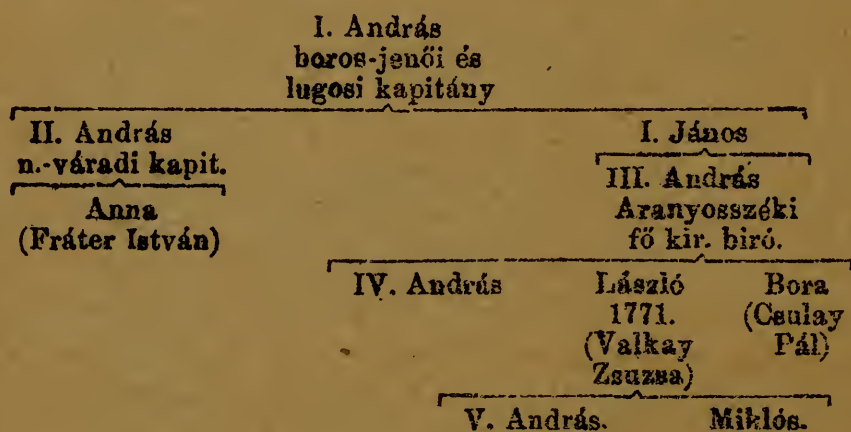 I. András
boros-jenői és
lugosi kapitány
II. András I. János
n.-váradi kapit.
III. András
Anna Aranyosszéki
(Fráter István) fő kir. biró.
IV. András László Bora
1771. (Csulay
(Valkay Pál)
Zsuzsa)
V. András. Miklós.